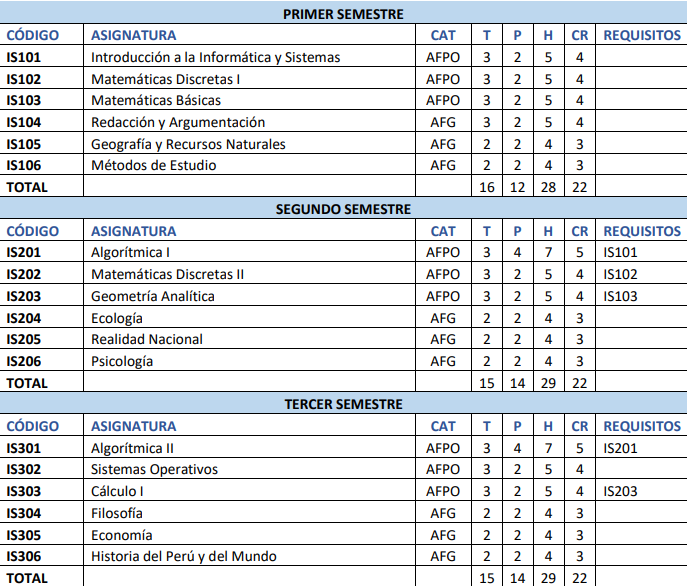 PRIMER SEMESTRE
CÓDIGO ASIGNATURA CAT T P H CR REQUISITOS
IS101 Introducción a la Informática y Sistemas AFPO 3 2 5 4
IS102 Matemáticas Discretas I AFPO 3 2 5 4
IS103 Matemáticas Básicas AFPO 3 2 5 4
IS104 Redacción y Argumentación AFG 3 2 5 4
IS105 Geografía y Recursos Naturales AFG 2 2 4 3
IS106 Métodos de Estudio AFG 2 2 4 3
TOTAL 16 12 28 22
SEGUNDO SEMESTRE
CÓDIGO ASIGNATURA CAT T P H CR REQUISITOS
IS201 Algorítmica I AFPO 3 4 7 5 IS101
IS202 Matemáticas Discretas II AFPO 3 2 5 4 IS102
IS203 Geometría Analítica AFPO 3 2 5 4 IS103
IS204 Ecología AFG 2 2 4 3
IS205 Realidad Nacional AFG 2 2 4 3
IS206 Psicología AFG 2 2 4 3
TOTAL 15 14 29 22
TERCER SEMESTRE
CÓDIGO ASIGNATURA CAT T P H CR REQUISITOS
IS301 Algorítmica II AFPO 3 4 7 5 IS201
IS302 Sistemas Operativos AFPO 3 2 5 4
IS303 Cálculo I AFPO 3 2 5 4 IS203
IS304 Filosofía AFG 2 2 4 3
IS305 Economía AFG 2 2 4 3
IS306 Historia del Perú y del Mundo AFG 2 2 4 3
TOTAL 15 14 29 22